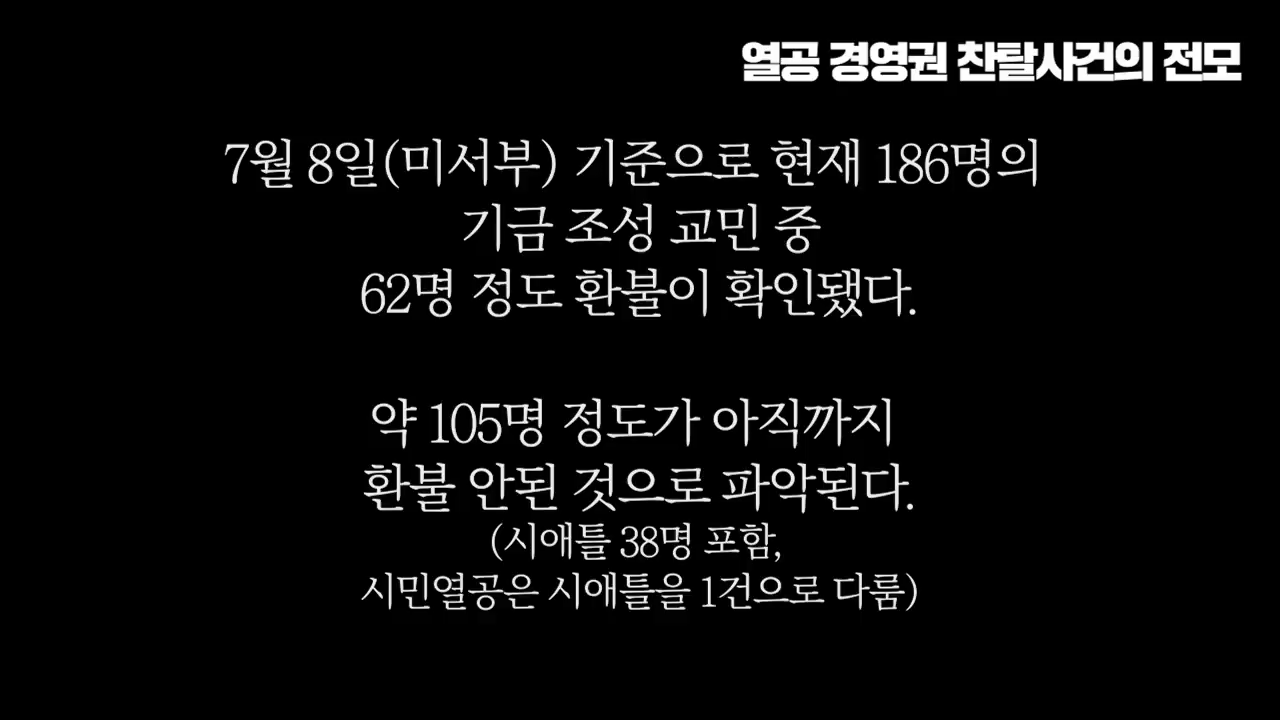 열공 경영권 찬탈사건의 전모
7월 8일(미서부) 기준으로 현재 186명의
기금 조성 교민 중
62명 정도 환불이 확인됐다.
약 105명 정도가 아직까지
환불 안된 것으로 파악된다.
(시애틀 38명 포함,
시민열공은 시애틀을 1건으로 다룸)